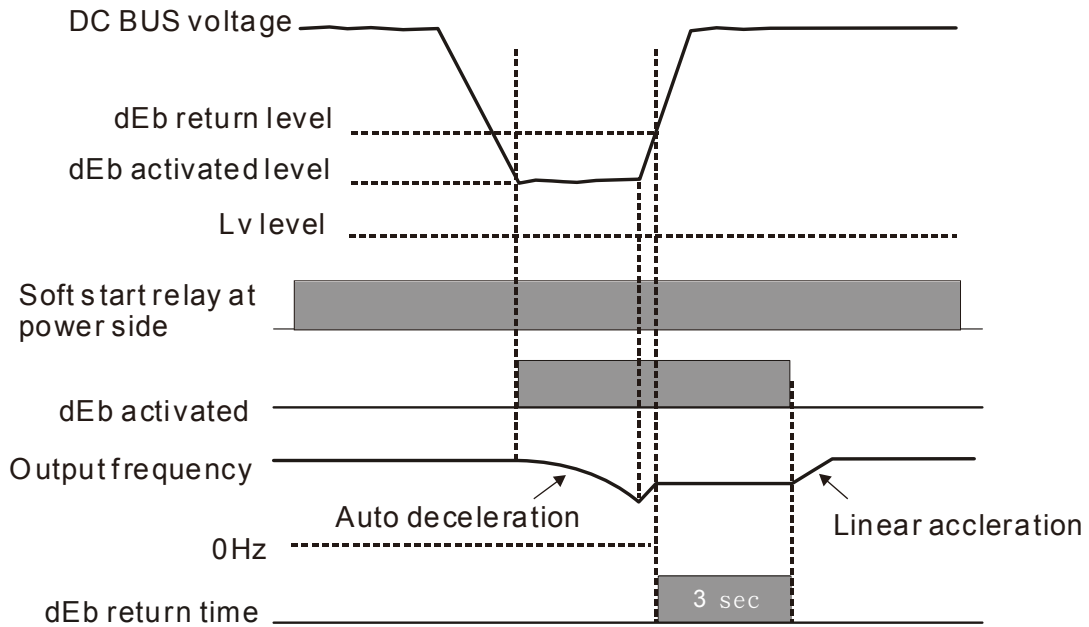 DC BUS voltage
dEb return level
dEb activated level
Lv level
Soft start relay at
power side
dEb activated
Output frequency
Auto deceleration
Linear accleration
0Hz
3 sec
dEb return time